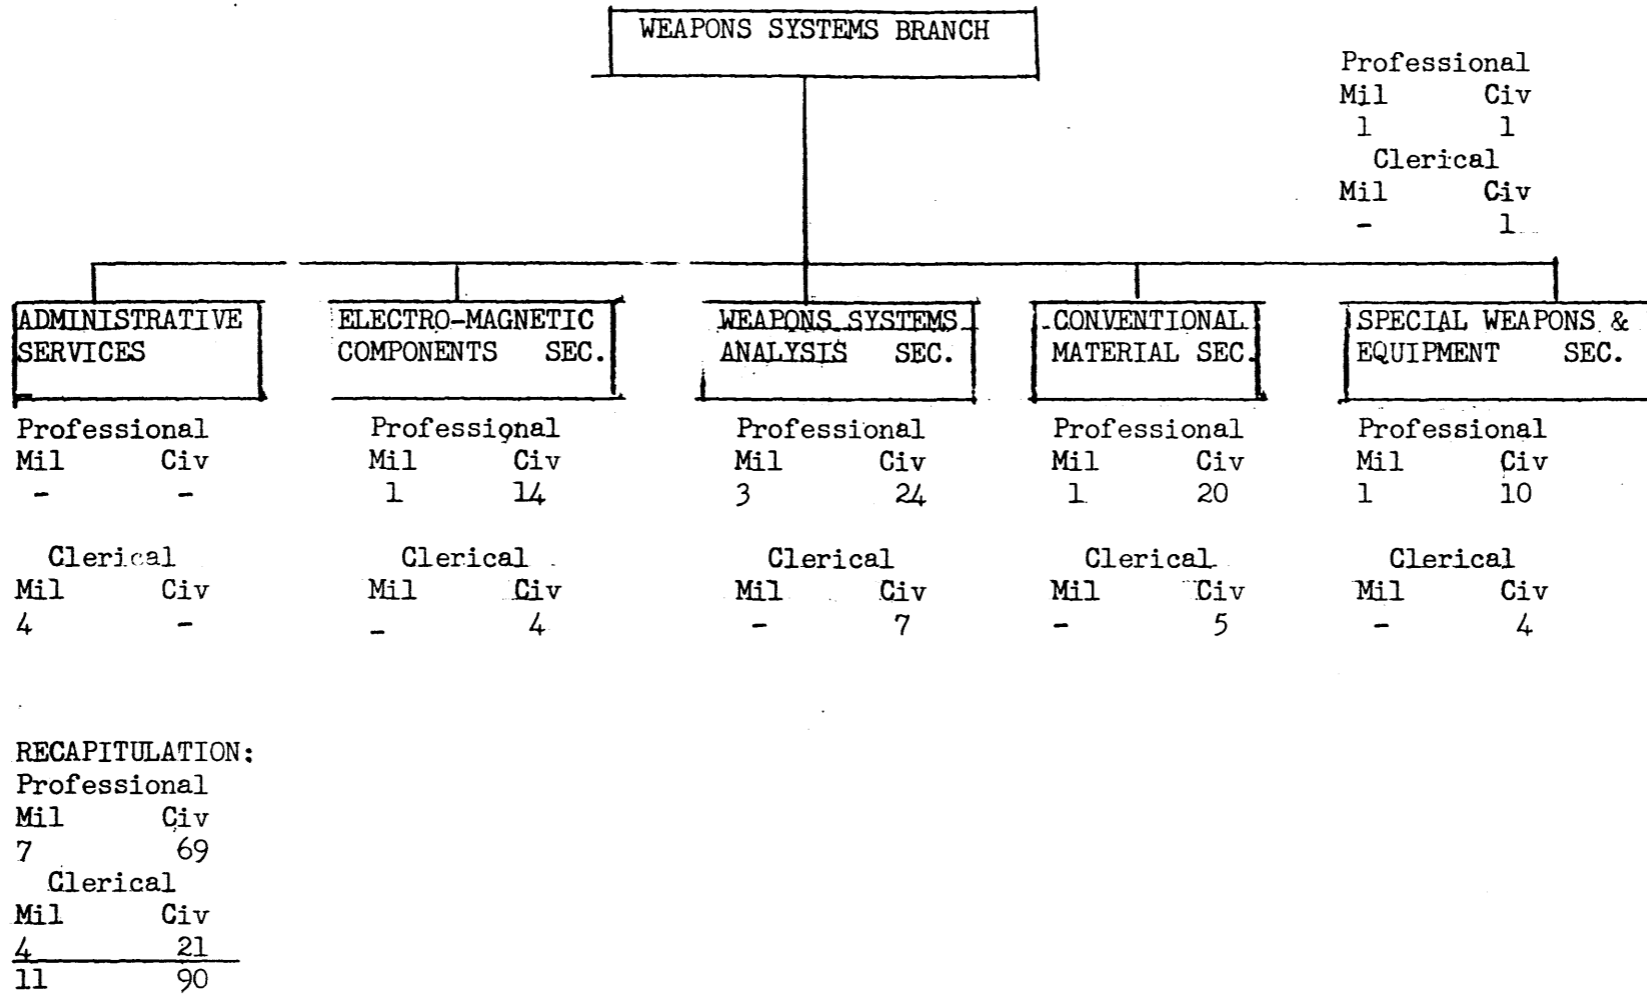 WEAPONS SYSTEMS BRANCH
Professional
Mil Civ
1 1
Clerical
Mil Civ
- 1
ADMINISTRATIVE
SERVICES
Professional
Mil Civ
- -
Clerical
Mil Civ
4 -
ELECTRO-MAGNETIC
COMPONENTS SEC.
Professional
Mil Civ
1 14
Clerical
Mil Civ
- 4
WEAPONS SYSTEMS
ANALYSIS SEC.
Professional
Mil Civ
3 24
Clerical
Mil Civ
- 7
CONVENTIONAL
MATERIAL SEC.
Professional
Mil Civ
1 20
Clerical
Mil Civ
- 5
SPECIAL WEAPONS &
EQUIPMENT SEC.
Professional
Mil Civ
1 10
Clerical
Mil Civ
- 4
RECAPITULATION:
Professional
Mil Civ
7 69
Clerical
Mil Civ
4 21
11 90